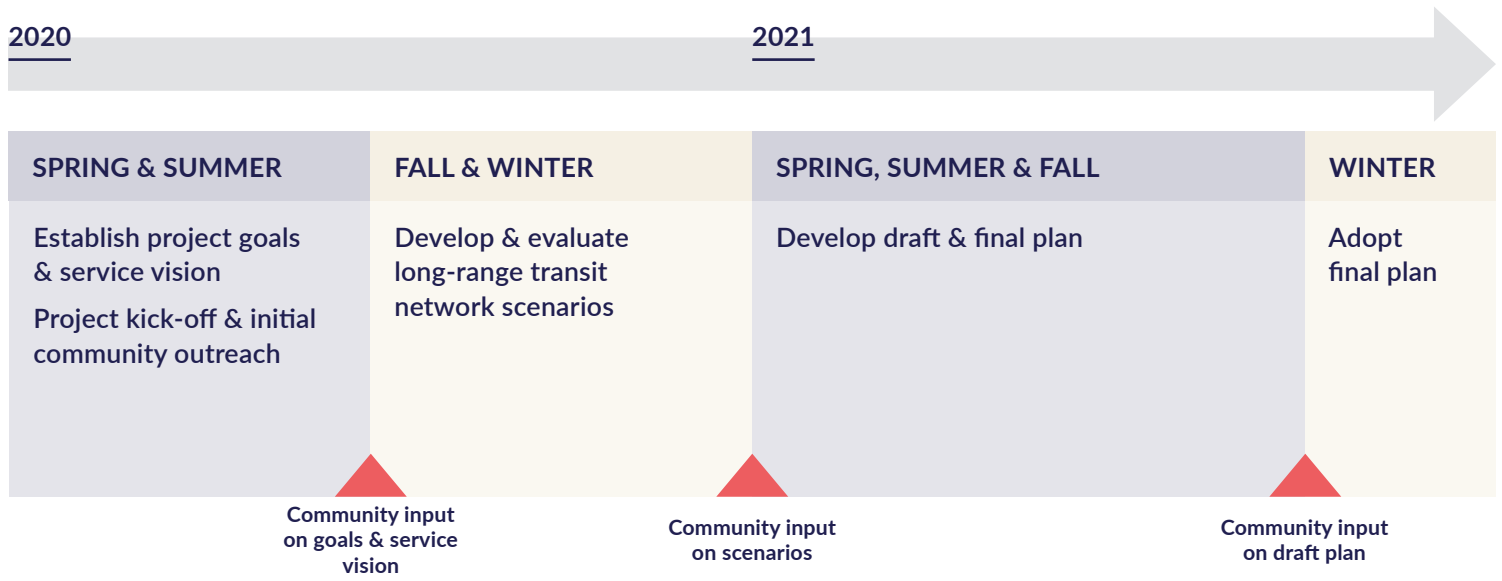 2020
2021
SPRING & SUMMER
Establish project goals
& service vision
Project kick-off & initial
community outreach
FALL & WINTER
Develop & evaluate
long-range transit
network scenarios
SPRING, SUMMER & FALL
Develop draft & final plan
WINTER
Adopt
final plan
Community input
on goals & service
vision
Community input
on scenarios
Community input
on draft plan